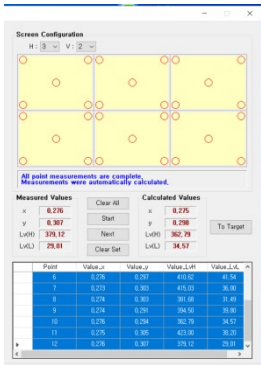 Screen Configuration
H : 3 V : 2
All point measurements are complete,
Measurements were automatically calculated,
Measured Values
x 0,276
y 0,307
Lv(H) 379,12
Lv(L) 29,01
Clear All
Start
Next
Clear Set
Calculated Values
x 0,275
y 0,298
Lv(H) 362,79
Lv(L) 34,57
To Target
Point Value_x Value_y Value_LvH Value_LvL
6 0,276 0,297 410,62 41,54
7 0,273 0,303 415,03 36,00
8 0,274 0,303 381,68 31,49
9 0,274 0,291 394,50 39,80
10 0,276 0,294 362,79 34,57
11 0,275 0,305 423,00 38,20
12 0,276 0,307 379,12 29,01